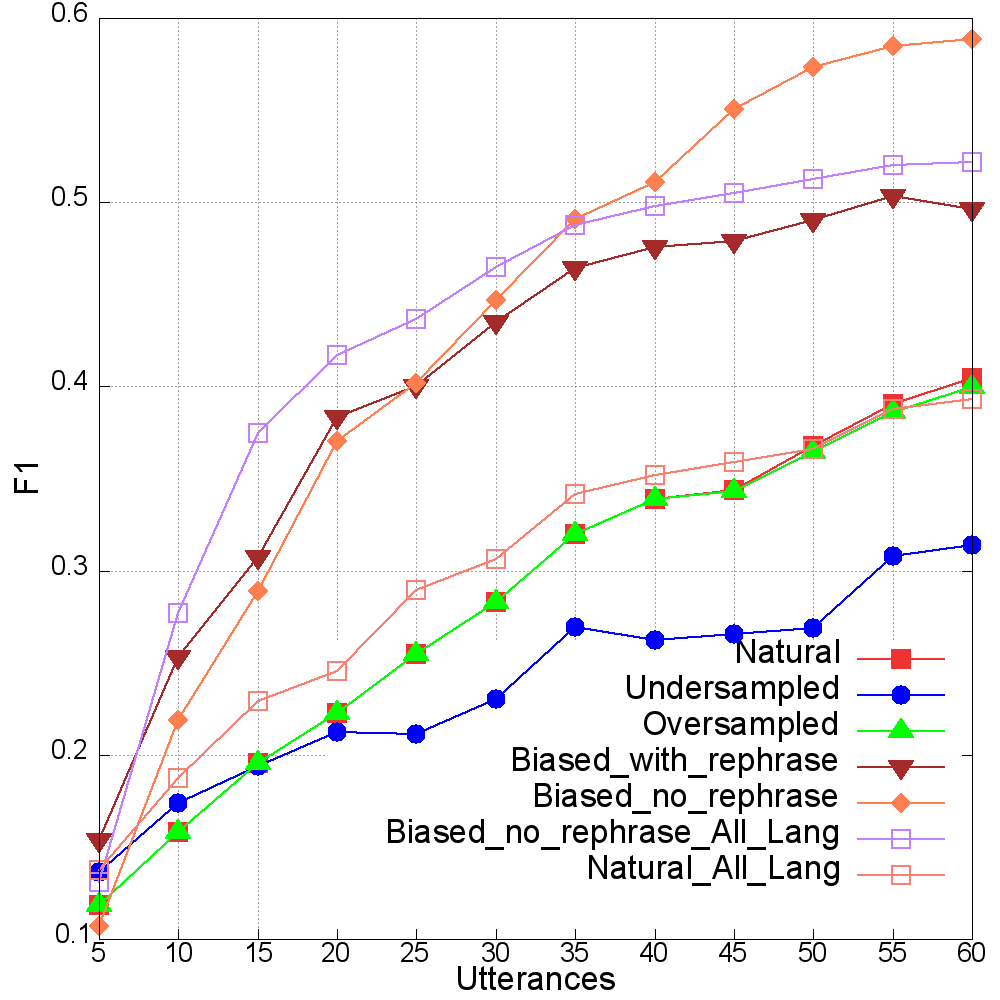 0.6
0.5
0.4
0.3
0.2
0.1
F1
Natural
Undersampled
Oversampled
Biased_with_rephrase
Biased_no_rephrase
Biased_no_rephrase_All_Lang
Natural_All_Lang
5 10 15 20 25 30 35 40 45 50 55 60
Utterances